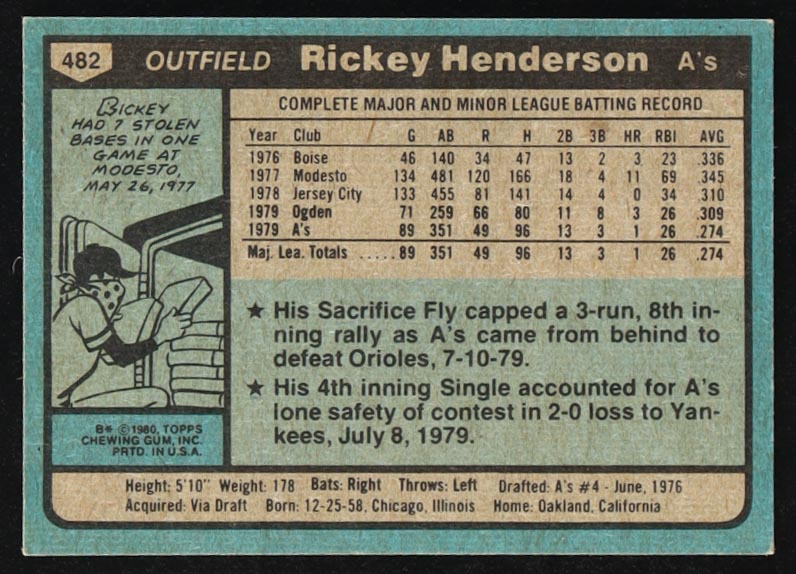 482 OUTFIELD Rickey Henderson A's
RICKEY
HAD 7 STOLEN
BASES IN ONE
GAME AT
MODESTO,
MAY 26, 1977
COMPLETE MAJOR AND MINOR LEAGUE BATTING RECORD
Year Club G AB R H 2B 3B HR RBI AVG
1976 Boise 46 140 34 47 13 2 3 23 .336
1977 Modesto 134 481 120 166 18 4 11 69 .345
1978 Jersey City 133 455 81 141 14 4 0 34 .310
1979 Ogden 71 259 66 80 11 8 3 26 .309
1979 A's 89 351 49 96 13 3 1 26 .274
Maj. Lea. Totals ..... 89 351 49 96 13 3 1 26 .274
★ His Sacrifice Fly capped a 3-run, 8th in-
ning rally as A's came from behind to
defeat Orioles, 7-10-79.
★ His 4th inning Single accounted for A's
lone safety of contest in 2-0 loss to Yan-
kees, July 8, 1979.
B* © 1980, TOPPS
CHEWING GUM, INC.
PRTD. IN U.S.A.
Height: 5'10" Weight: 178 Bats: Right Throws: Left Drafted: A's #4 - June, 1976
Acquired: Via Draft Born: 12-25-58, Chicago, Illinois Home: Oakland, California